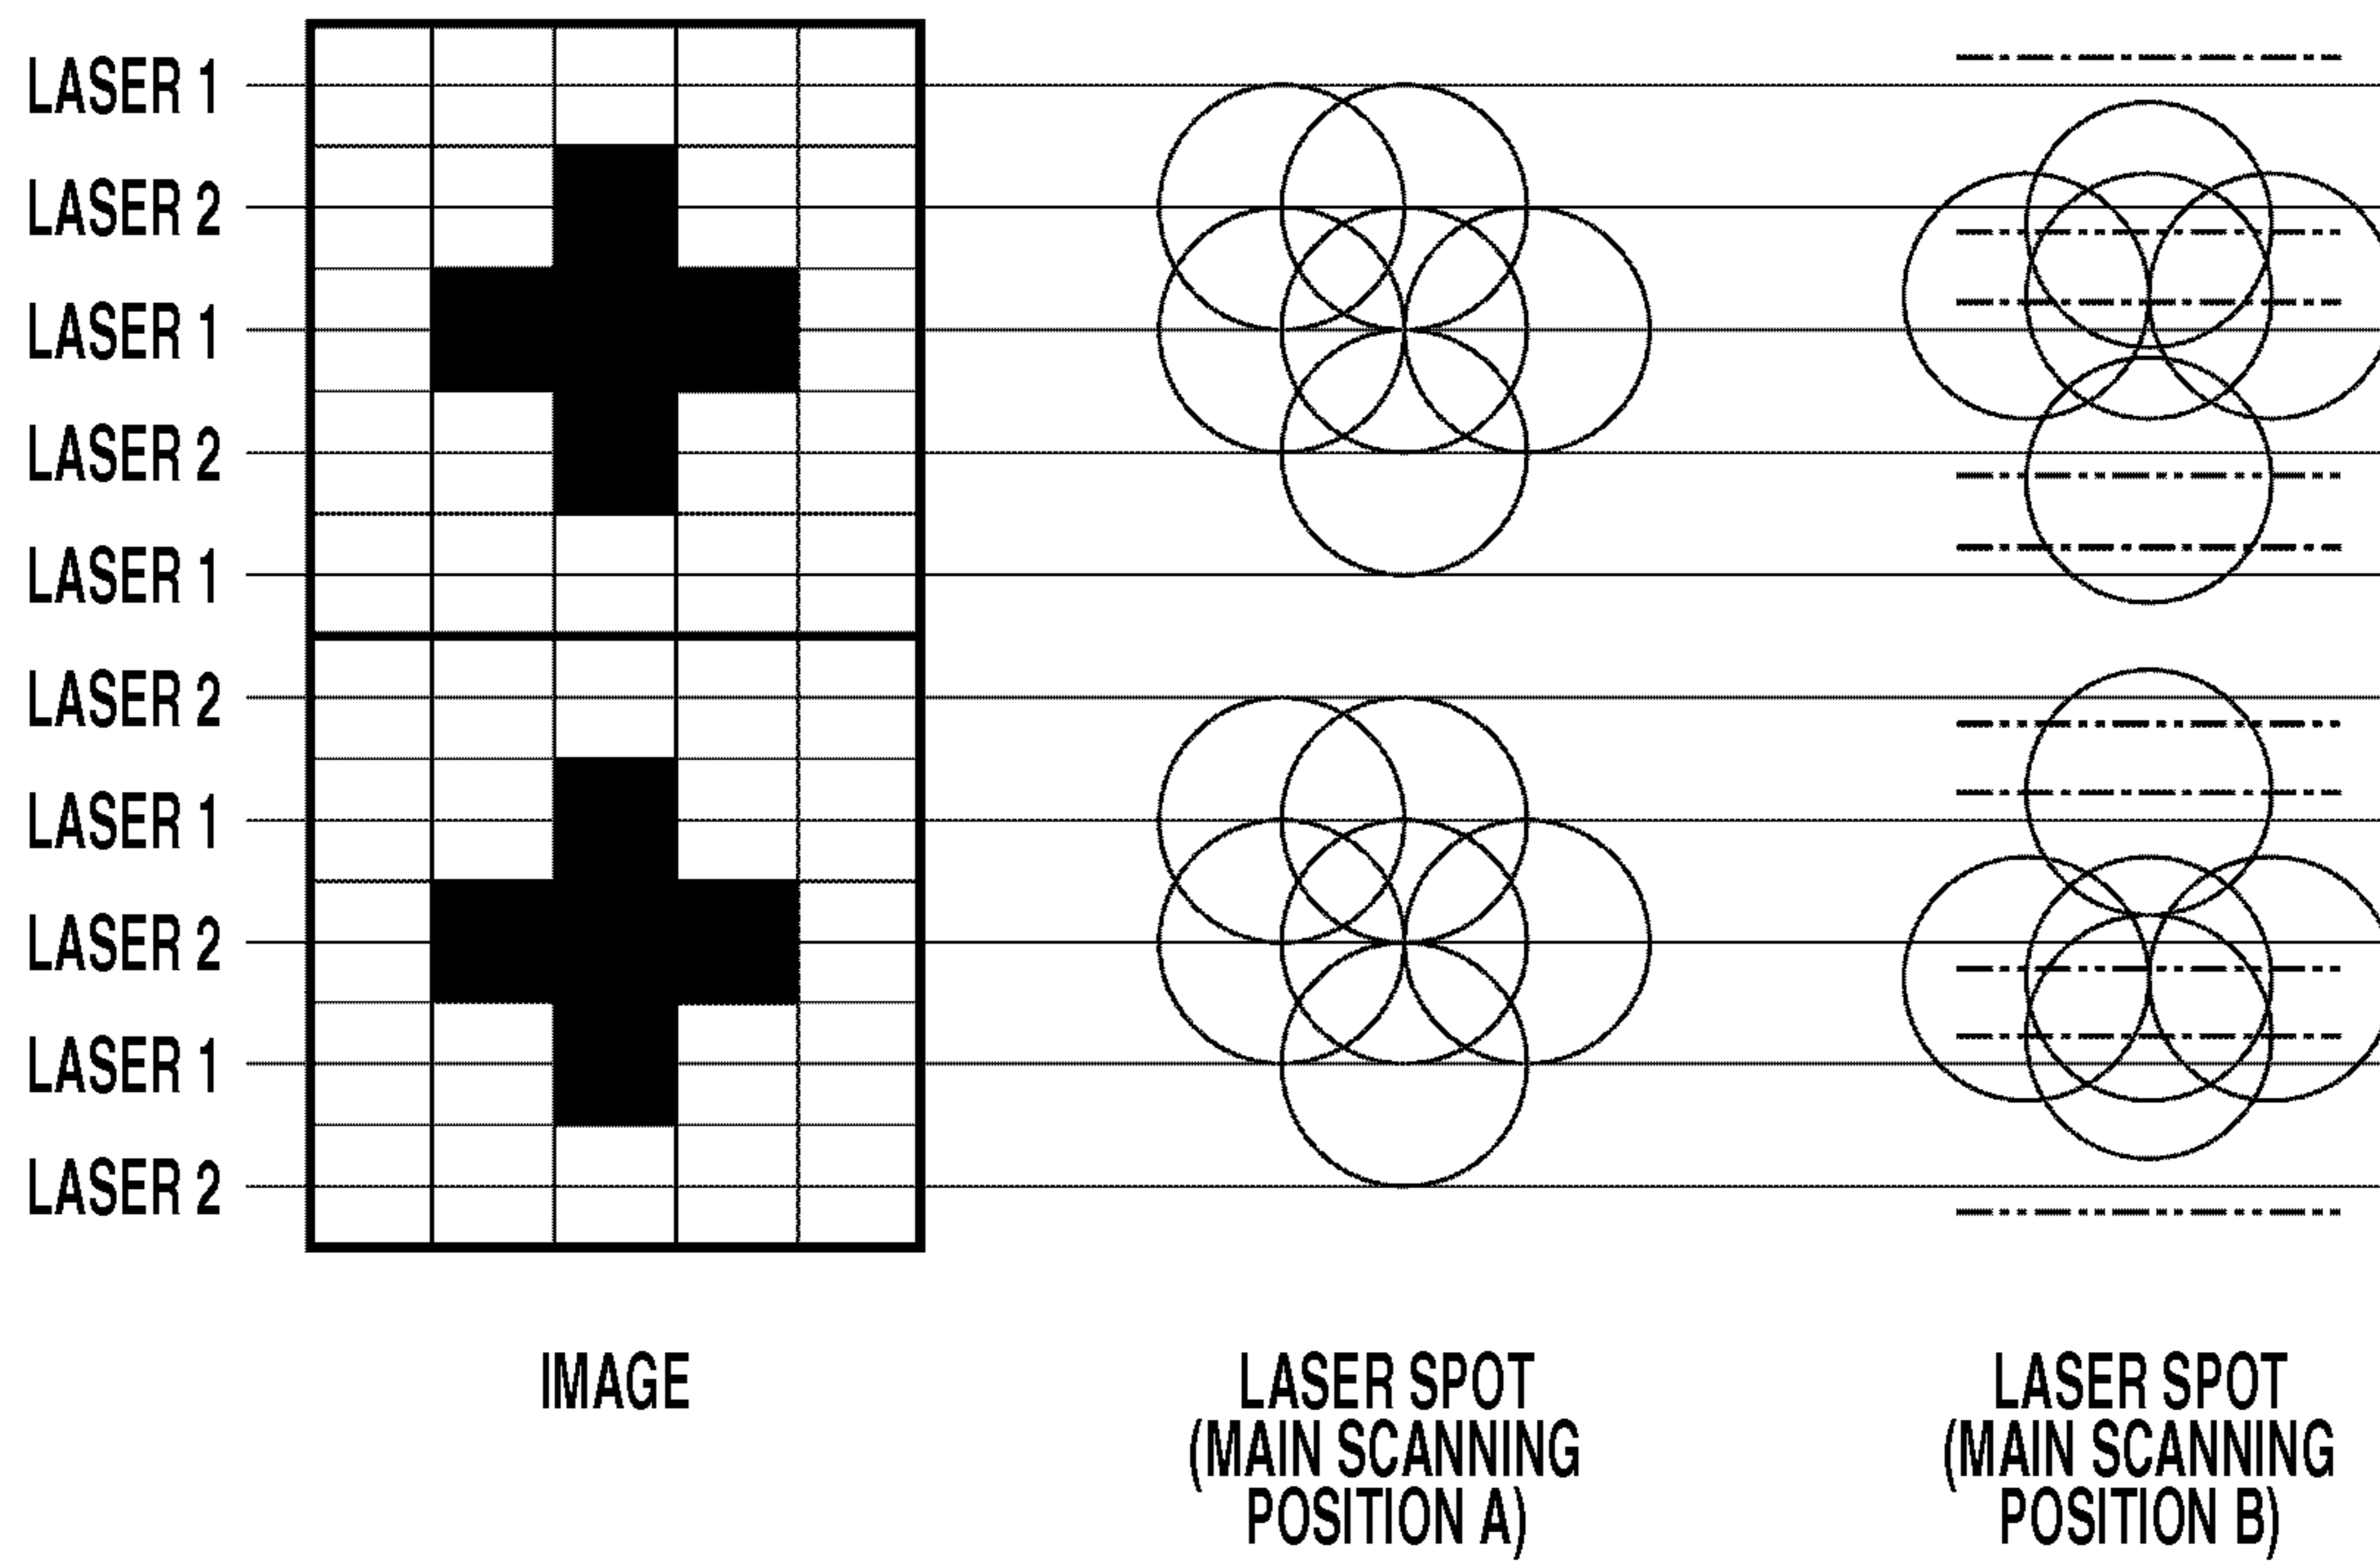 LASER 1
LASER 2
LASER 1
LASER 2
LASER 1
LASER 2
LASER 1
LASER 2
LASER 1
LASER 2
IMAGE
LASER SPOT
(MAIN SCANNING
POSITION A)
LASER SPOT
(MAIN SCANNING
POSITION B)